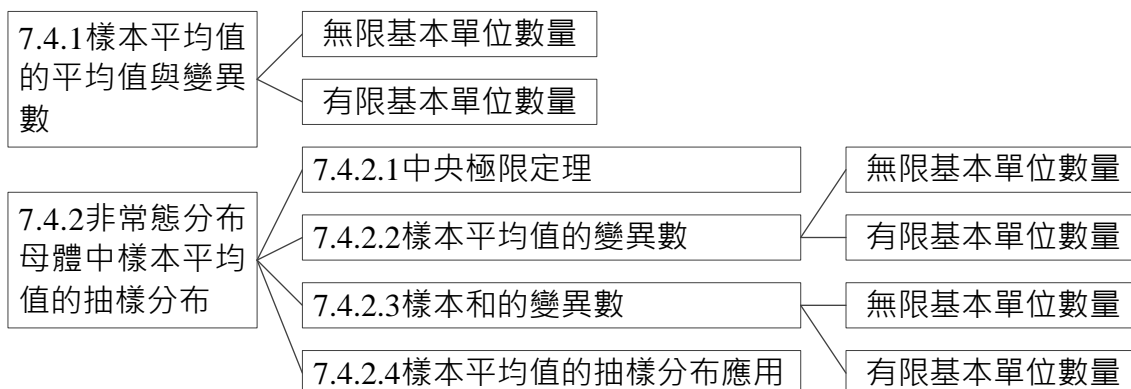 7.4.1樣本平均值
的平均值與變異
數
無限基本單位數量
有限基本單位數量
7.4.2非常態分布
母體中樣本平均
值的抽樣分布
7.4.2.1中央極限定理
7.4.2.2樣本平均值的變異數
無限基本單位數量
有限基本單位數量
7.4.2.3樣本和的變異數
無限基本單位數量
有限基本單位數量
7.4.2.4樣本平均值的抽樣分布應用